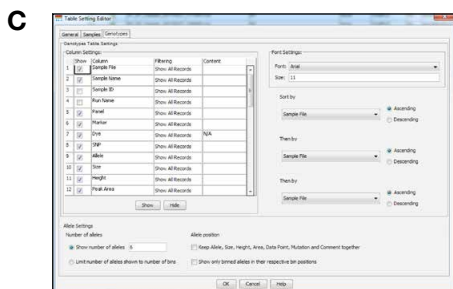 C
Table Setting Editor
General Samples Genotypes
Genotypes Table Settings
Column Settings:
Show Column Filtering Content
1 Sample File Show All Records
2 Sample Name Show All Records
3 Sample ID Show All Records
4 Run Name Show All Records
5 Panel Show All Records
6 Marker Show All Records
7 Dye Show All Records N/A
8 SNP Show All Records
9 Allele Show All Records
10 Size Show All Records
11 Height Show All Records
12 Peak Area Show All Records
Show Hide
Font Settings:
Font: Arial
Size: 11
Sort by
Sample File Ascending
Descending
Then by
Sample File Ascending
Descending
Then by
Sample File Ascending
Descending
Allele Settings
Number of alleles Allele position
Show number of alleles 6 Keep Allele, Size, Height, Area, Data Point, Mutation and Comment together
Limit number of alleles shown to number of bins Show only binned alleles in their respective bin positions
OK Cancel Help